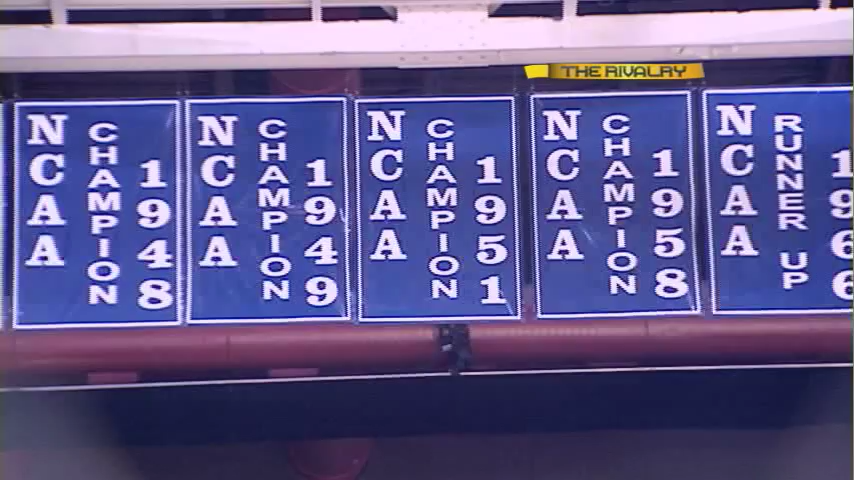 THE RIVALRY
NCAA CHAMPION 1948
NCAA CHAMPION 1949
NCAA CHAMPION 1951
NCAA CHAMPION 1958
NCAA RUNNER UP 1966